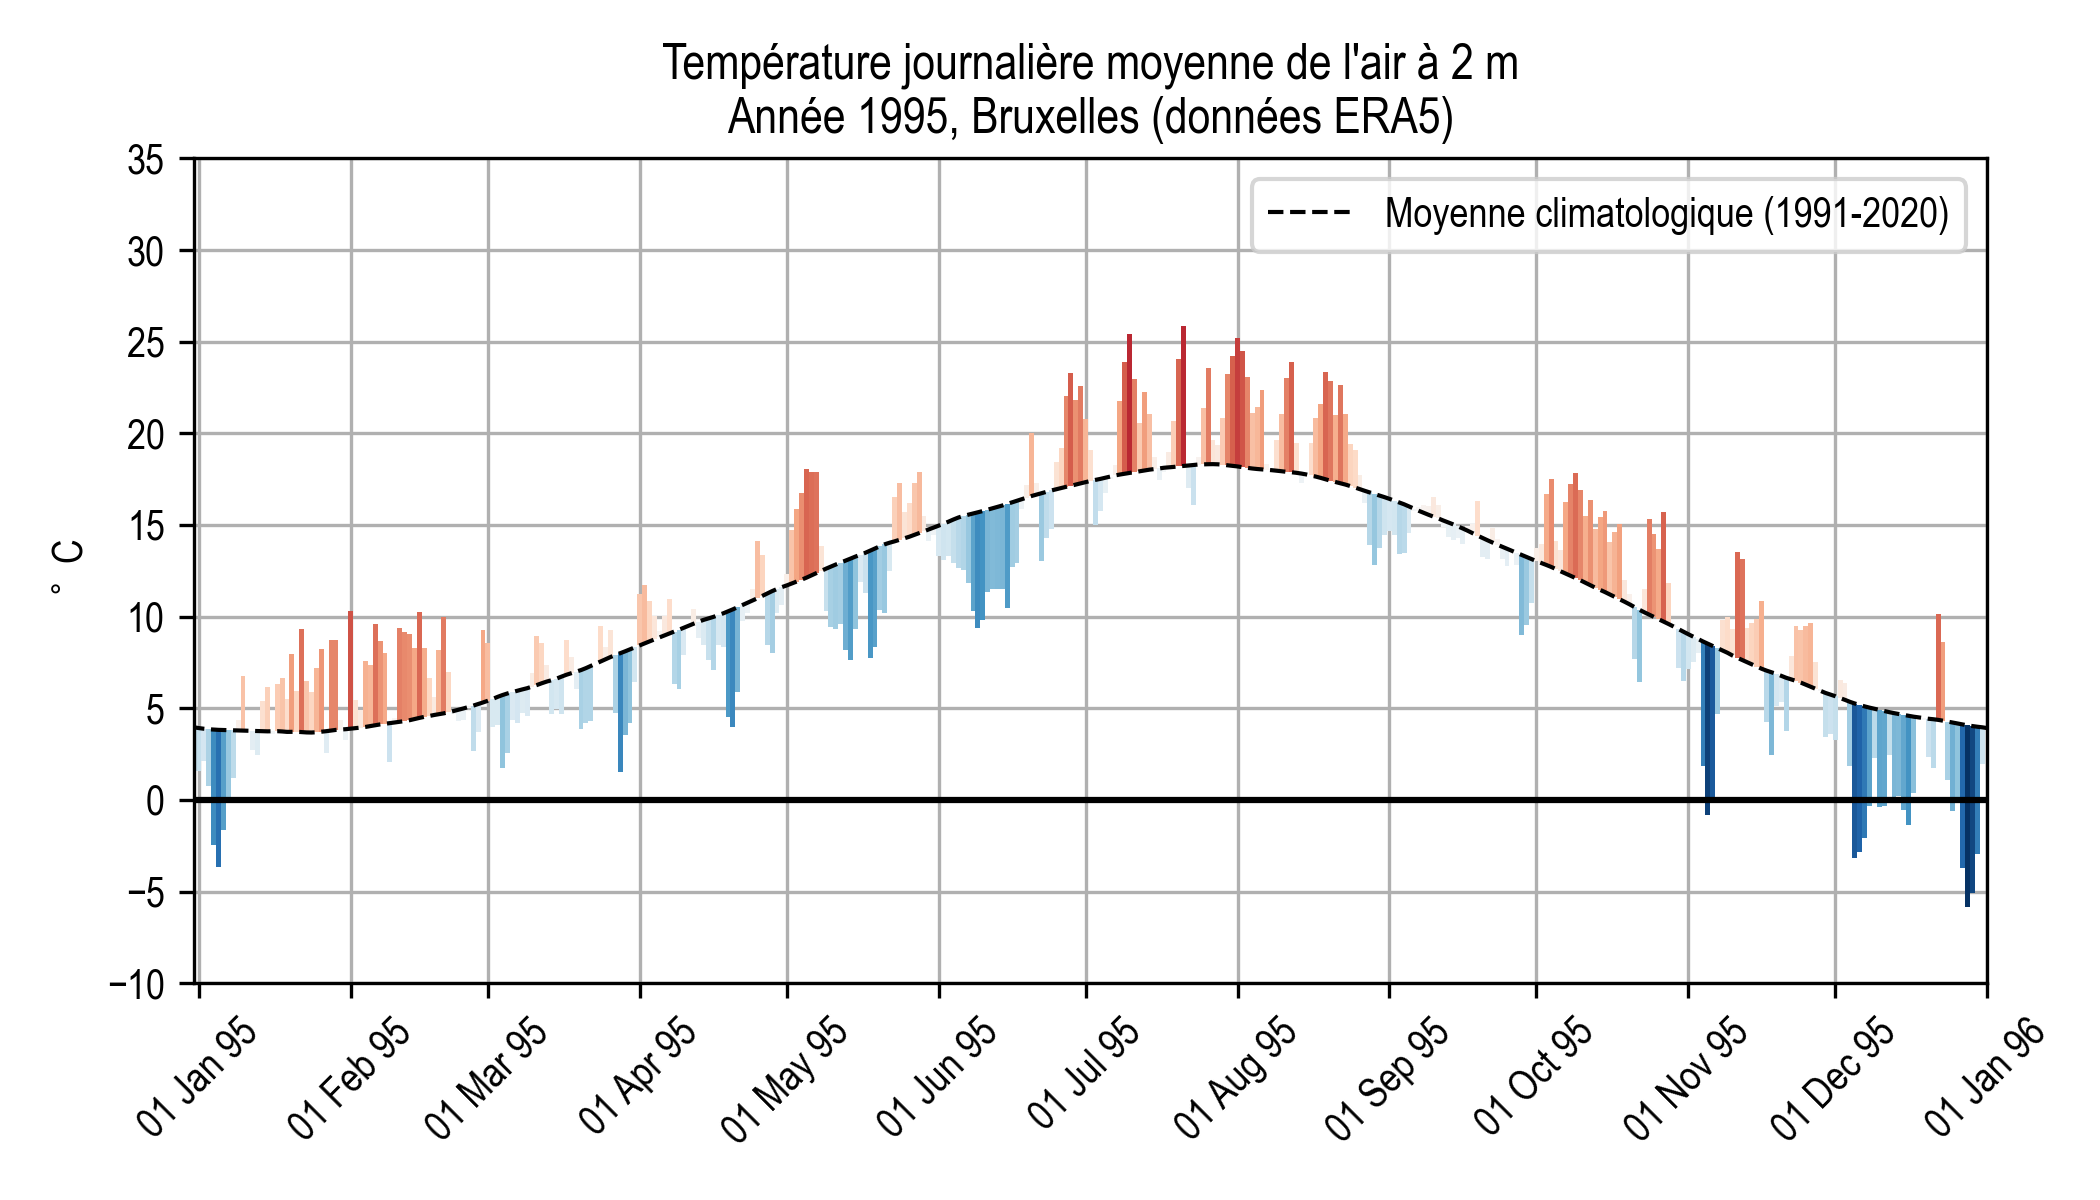 Température journalière moyenne de l'air à 2 m
Année 1995, Bruxelles (données ERA5)
Moyenne climatologique (1991-2020)
° C
35
30
25
20
15
10
5
0
−5
−10
01 Jan 95
01 Feb 95
01 Mar 95
01 Apr 95
01 May 95
01 Jun 95
01 Jul 95
01 Aug 95
01 Sep 95
01 Oct 95
01 Nov 95
01 Dec 95
01 Jan 96